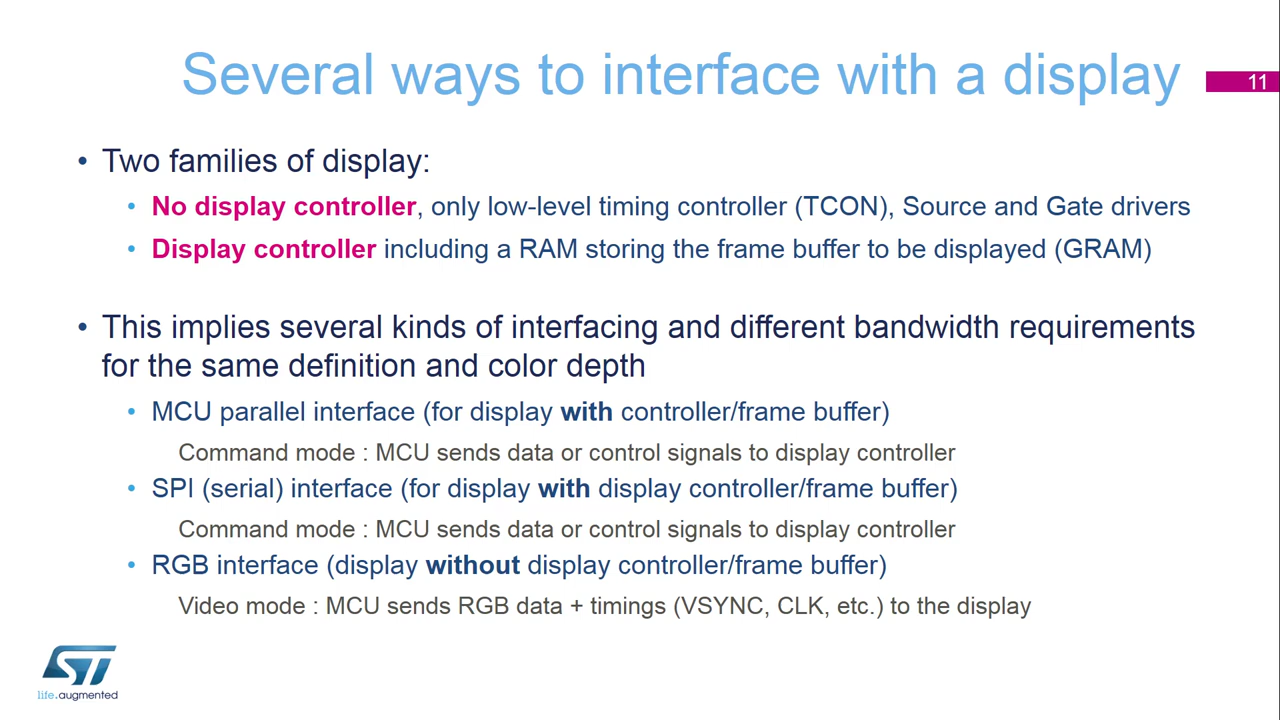 Several ways to interface with a display
11
• Two families of display:
• No display controller, only low-level timing controller (TCON), Source and Gate drivers
• Display controller including a RAM storing the frame buffer to be displayed (GRAM)
• This implies several kinds of interfacing and different bandwidth requirements
for the same definition and color depth
• MCU parallel interface (for display with controller/frame buffer)
Command mode : MCU sends data or control signals to display controller
• SPI (serial) interface (for display with display controller/frame buffer)
Command mode : MCU sends data or control signals to display controller
• RGB interface (display without display controller/frame buffer)
Video mode : MCU sends RGB data + timings (VSYNC, CLK, etc.) to the display
ST
life.augmented